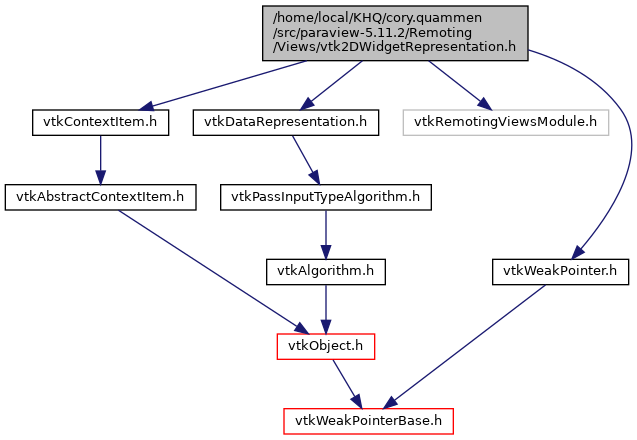 /home/local/KHQ/cory.quammen
/src/paraview-5.11.2/Remoting
/Views/vtk2DWidgetRepresentation.h
vtkContextItem.h
vtkDataRepresentation.h
vtkRemotingViewsModule.h
vtkAbstractContextItem.h
vtkPassInputTypeAlgorithm.h
vtkAlgorithm.h
vtkWeakPointer.h
vtkObject.h
vtkWeakPointerBase.h